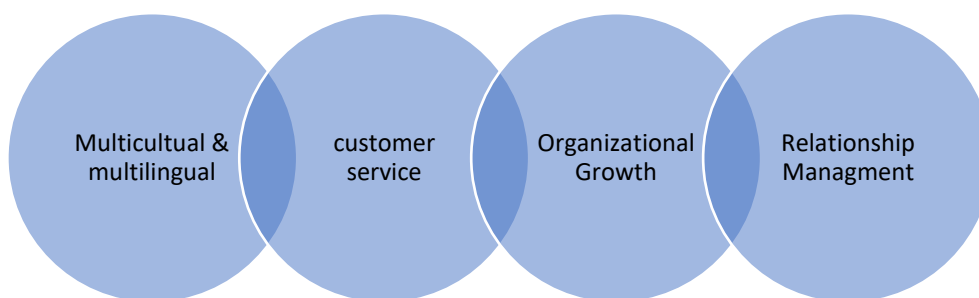 Multicultual &
multilingual
customer
service
Organizational
Growth
Relationship
Managment